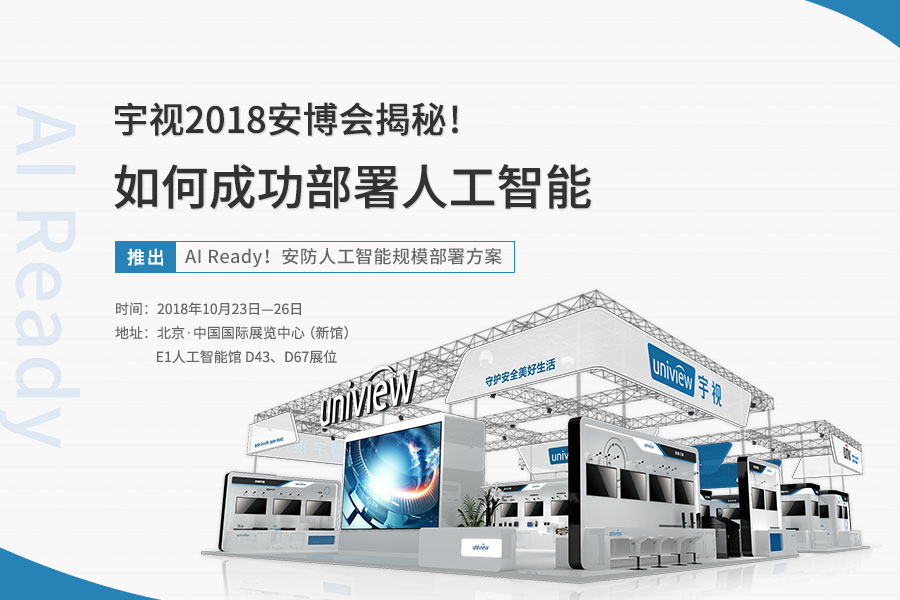 AI Ready
宇视2018安博会揭秘!
如何成功部署人工智能
推出 AI Ready! 安防人工智能规模部署方案
时间：2018年10月23日—26日
地址：北京·中国国际展览中心（新馆）
E1人工智能馆 D43、D67展位
守护安全美好生活
uniview 宇视
uniview
uniview